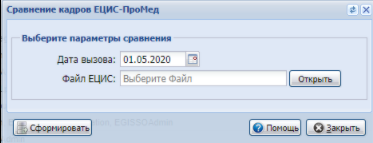 Сравнение кадров ЕЦИС-ПроМед
Выберите параметры сравнения
Дата вызова: 01.05.2020
Файл ЕЦИС: Выберите Файл Открыть
Сформировать Помощь Закрыть